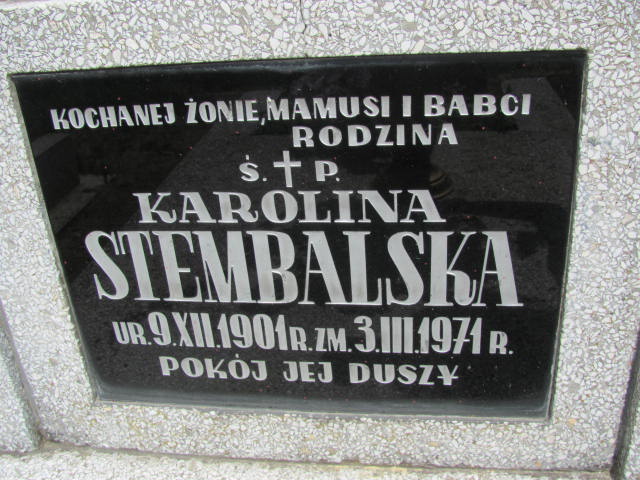 KOCHANEJ ŻONIE, MAMUSI I BABCI
RODZINA
Ś.✝P.
KAROLINA
STEMBALSKA
UR. 9.XII.1901 R. ZM. 3.III.1971 R.
POKÓJ JEJ DUSZY